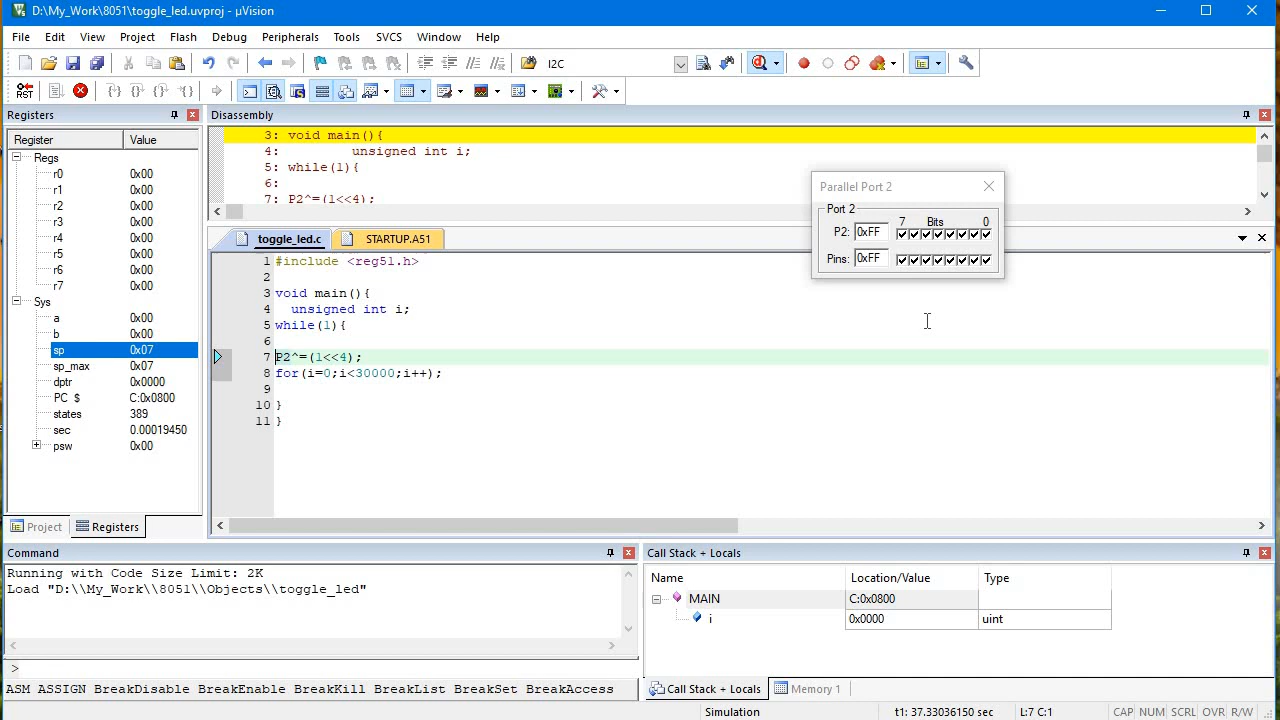 D:\My_Work\8051\toggle_led.uvproj - µVision
File Edit View Project Flash Debug Peripherals Tools SVCS Window Help
I2C
RST
Registers
Register Value
Regs
r0 0x00
r1 0x00
r2 0x00
r3 0x00
r4 0x00
r5 0x00
r6 0x00
r7 0x00
Sys
a 0x00
b 0x00
sp 0x07
sp_max 0x07
dptr 0x0000
PC $ C:0x0800
states 389
sec 0.00019450
psw 0x00
Project Registers
Disassembly
3: void main(){
4: unsigned int i;
5: while(1){
6:
7: P2^=(1<<4);
Parallel Port 2
Port 2
7 Bits 0
P2: 0xFF
Pins: 0xFF
toggle_led.c STARTUP.A51
1 #include <reg51.h>
2
3 void main(){
4 unsigned int i;
5 while(1){
6
7 P2^=(1<<4);
8 for(i=0;i<30000;i++);
9
10 }
11 }
Command
Running with Code Size Limit: 2K
Load "D:\\My_Work\\8051\\Objects\\toggle_led"
>
ASM ASSIGN BreakDisable BreakEnable BreakKill BreakList BreakSet BreakAccess
Call Stack + Locals
Name Location/Value Type
MAIN C:0x0800
i 0x0000 uint
Call Stack + Locals Memory 1
Simulation t1: 37.33036150 sec L:7 C:1 CAP NUM SCRL OVR R/W